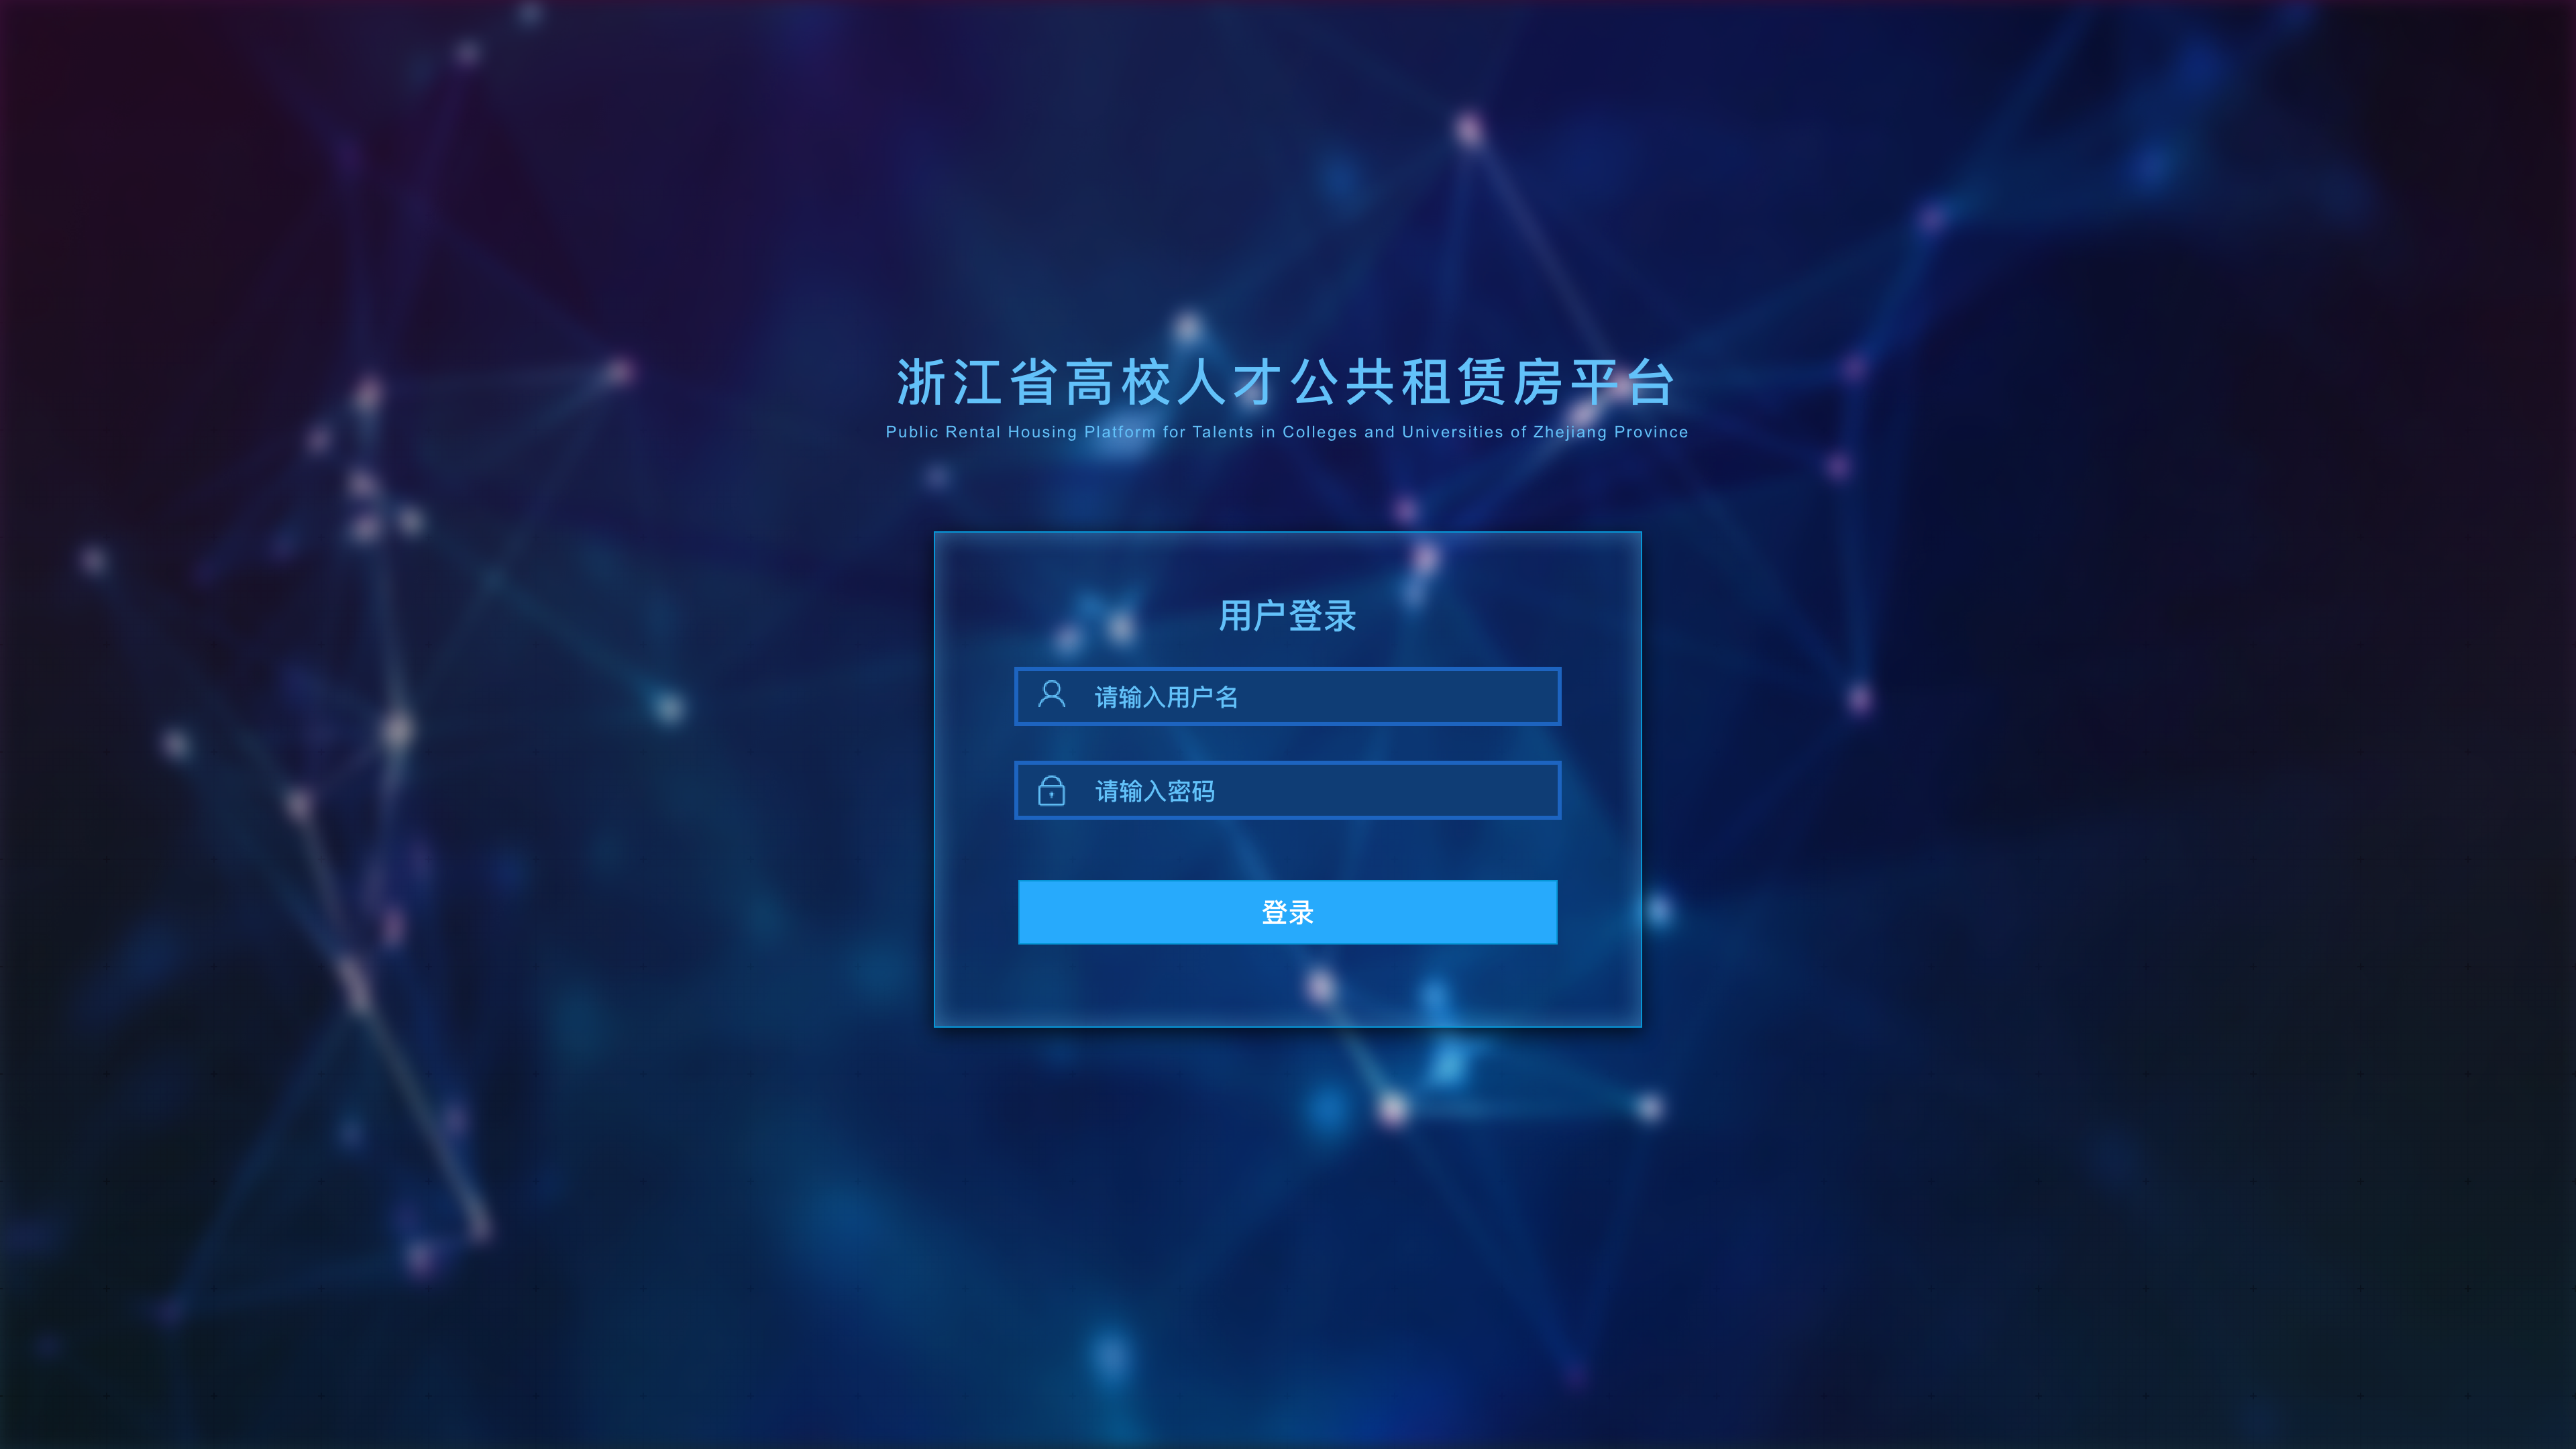 浙江省高校人才公共租赁房平台
Public Rental Housing Platform for Talents in Colleges and Universities of Zhejiang Province
用户登录
请输入用户名
请输入密码
登录